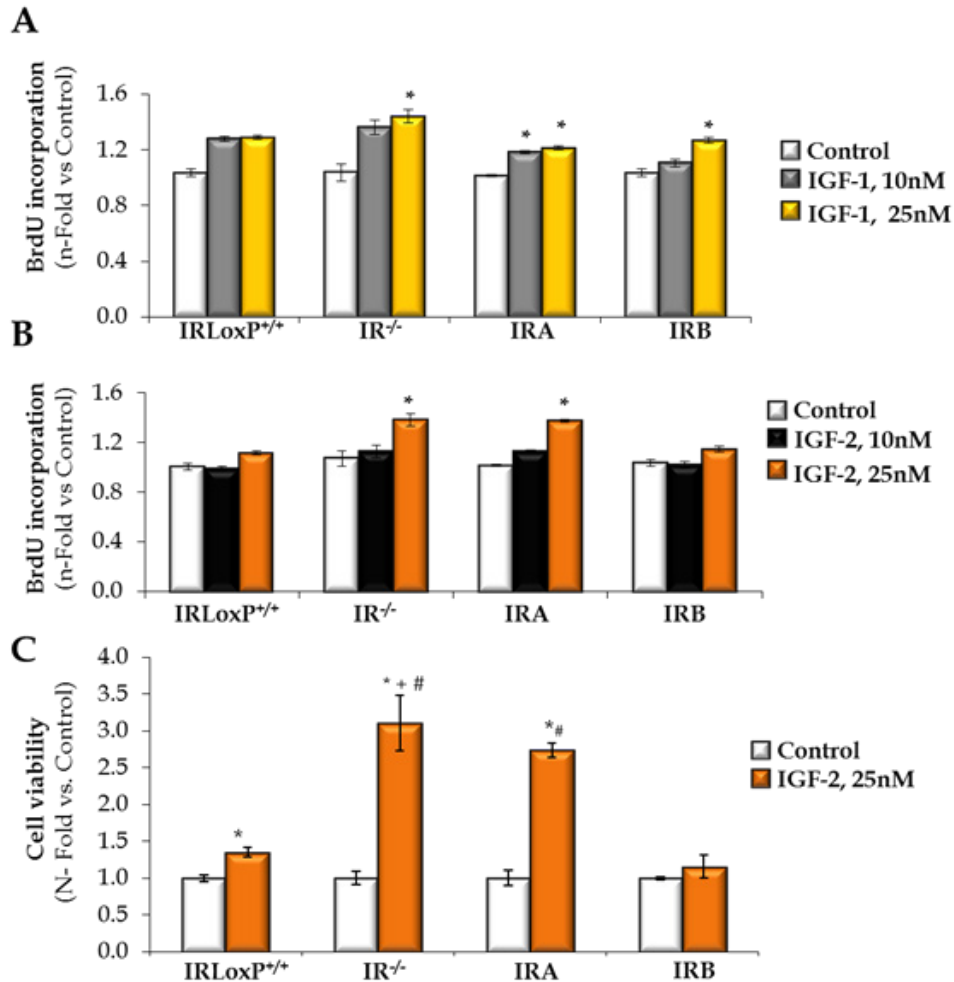 A
BrdU incorporation
(n-Fold vs Control)
1.6
1.2
0.8
0.4
0.0
*
* *
*
IRLoxP+/+ IR-/- IRA IRB
Control
IGF-1, 10nM
IGF-1, 25nM
B
BrdU incorporation
(n-Fold vs Control)
1.6
1.2
0.8
0.4
0.0
* *
IRLoxP+/+ IR-/- IRA IRB
Control
IGF-2, 10nM
IGF-2, 25nM
C
Cell viability
(N- Fold vs. Control)
4.0
3.5
3.0
2.5
2.0
1.5
1.0
0.5
0.0
*
* + #
*#
IRLoxP+/+ IR-/- IRA IRB
Control
IGF-2, 25nM